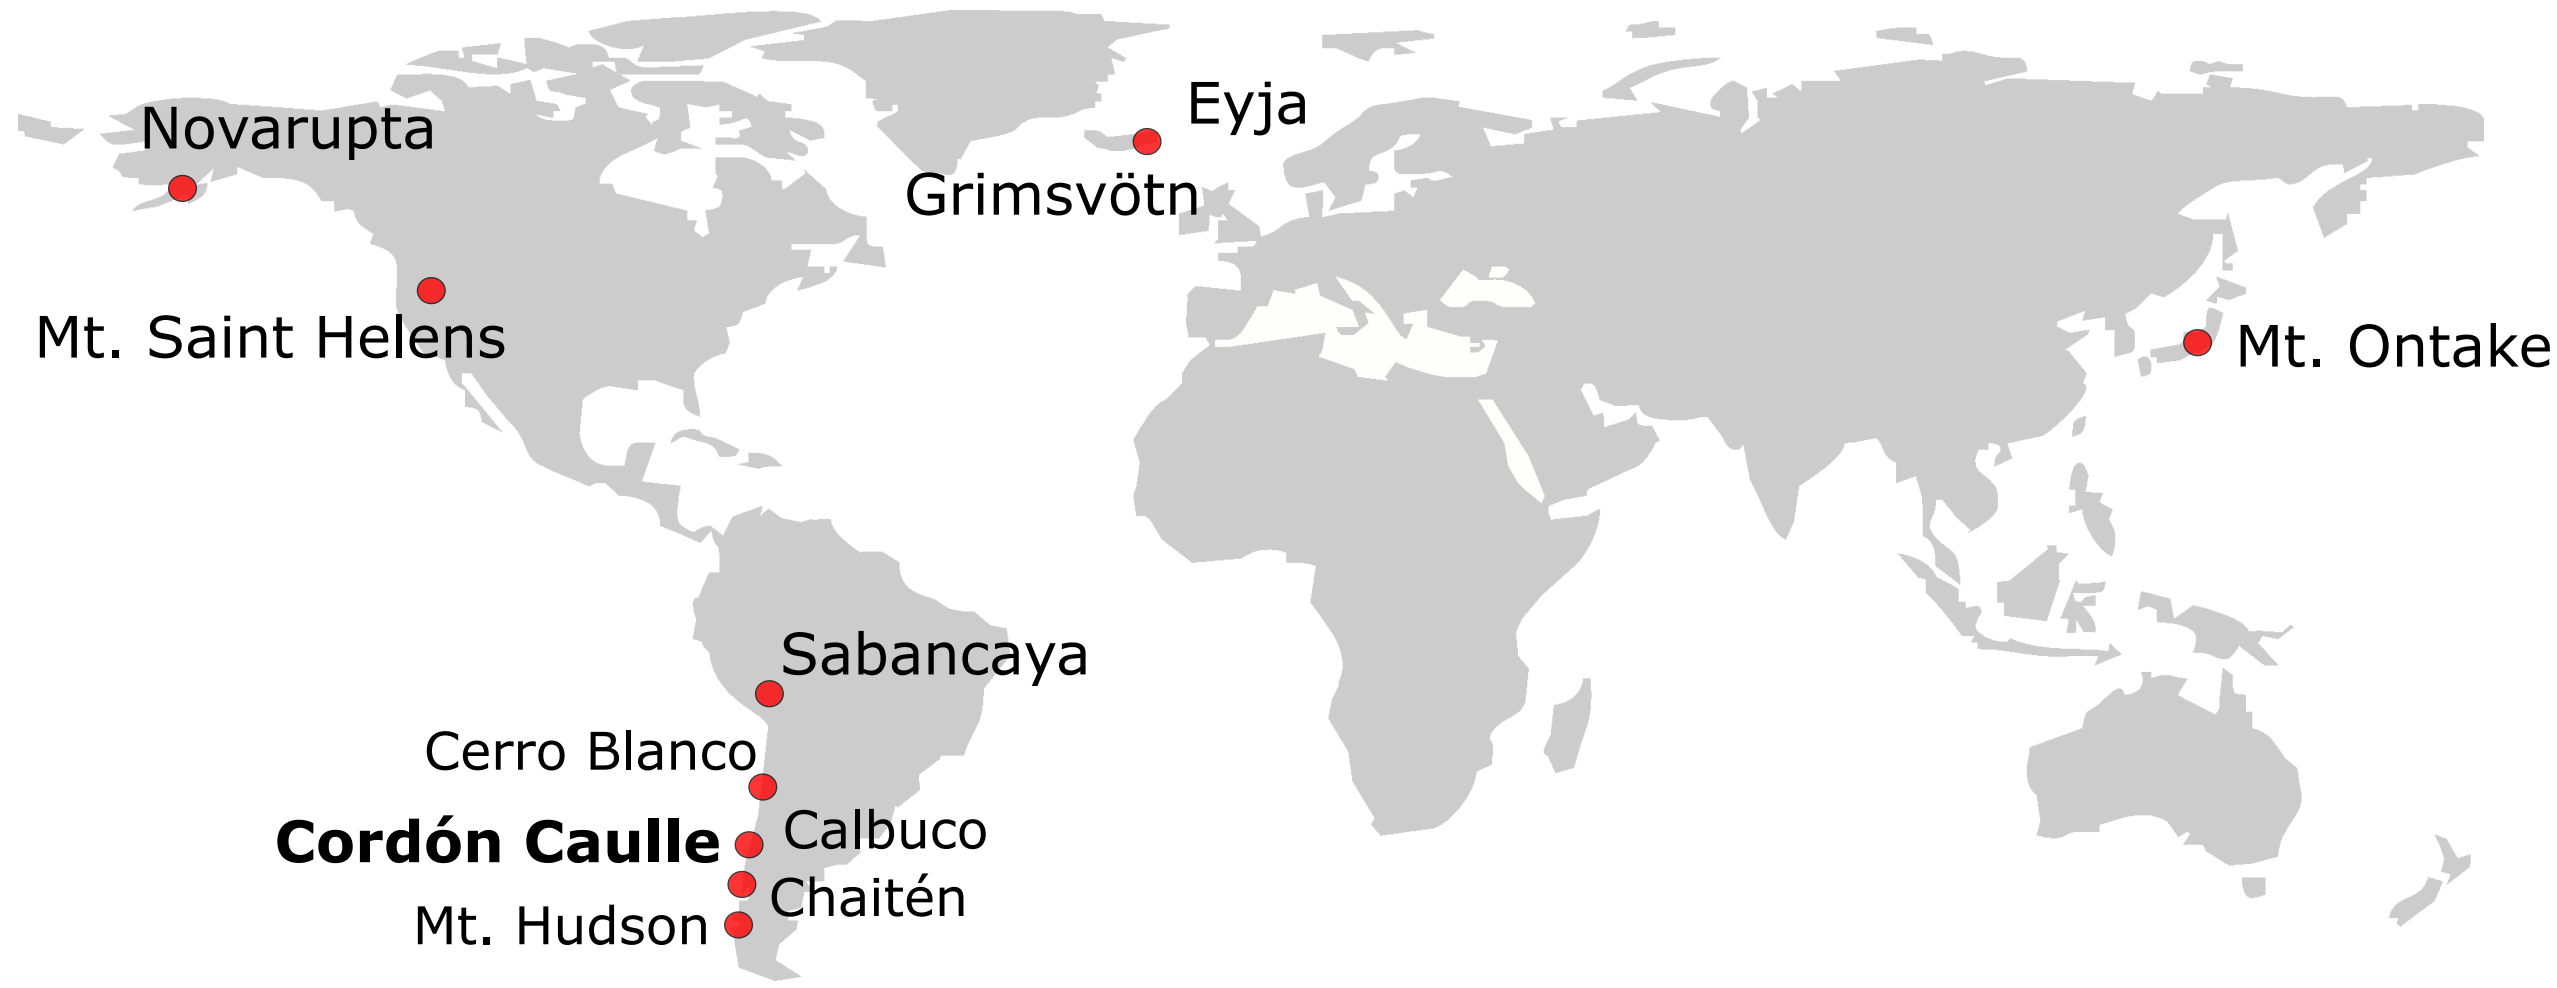 Eyja
Novarupta
Grimsvötn
Mt. Saint Helens
Mt. Ontake
Sabancaya
Cerro Blanco
Cordón Caulle
Calbuco
Chaitén
Mt. Hudson